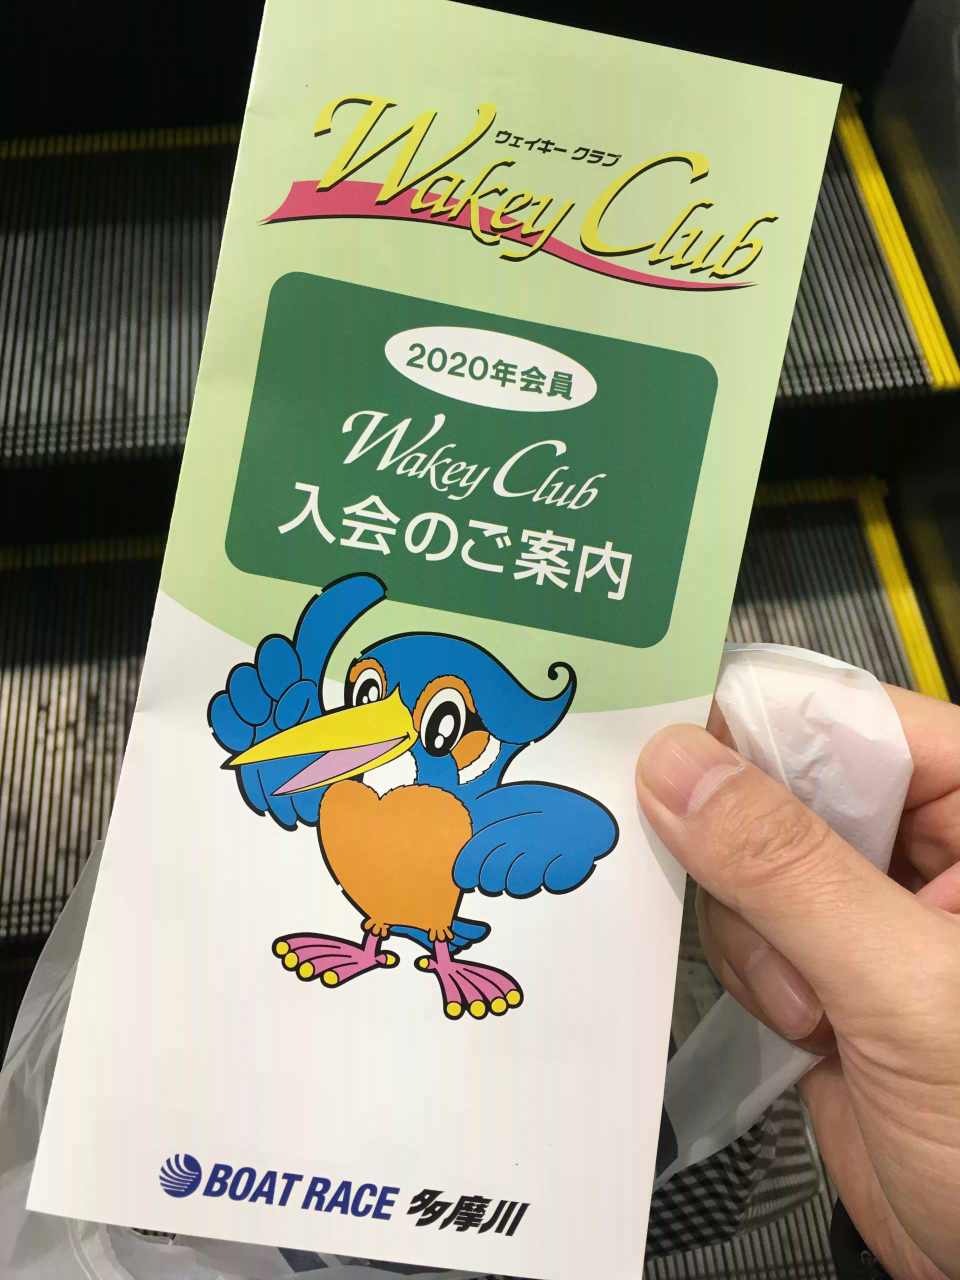 ウェイキー クラブ
Wakey Club
2020年会員
Wakey Club
入会のご案内
BOAT RACE 多摩川